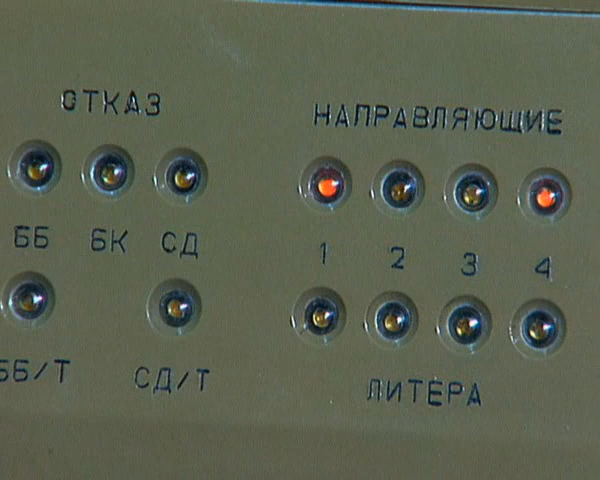 ОТКАЗ
НАПРАВЛЯЮЩИЕ
ББ БК СД
1 2 3 4
ББ/Т СД/Т
ЛИТЕРА